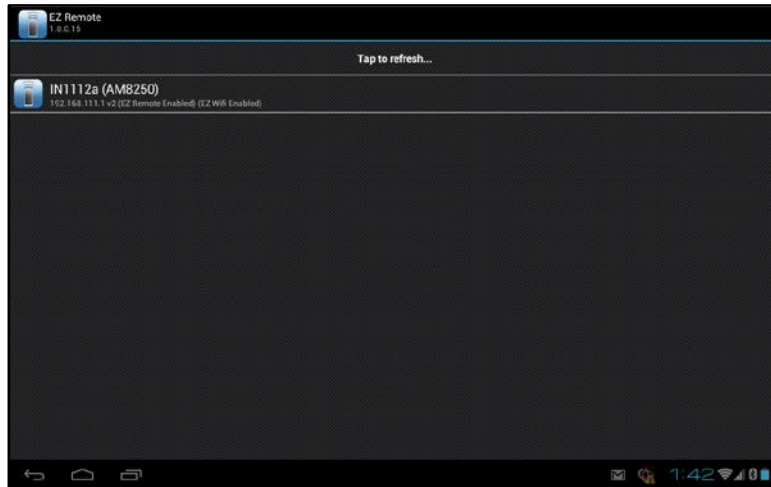 EZ Remote
1.0.0.15
Tap to refresh...
IN1112a (AM8250)
192.168.111.1 v2 (EZ Remote Enabled) (EZ Wifi Enabled)
1:42